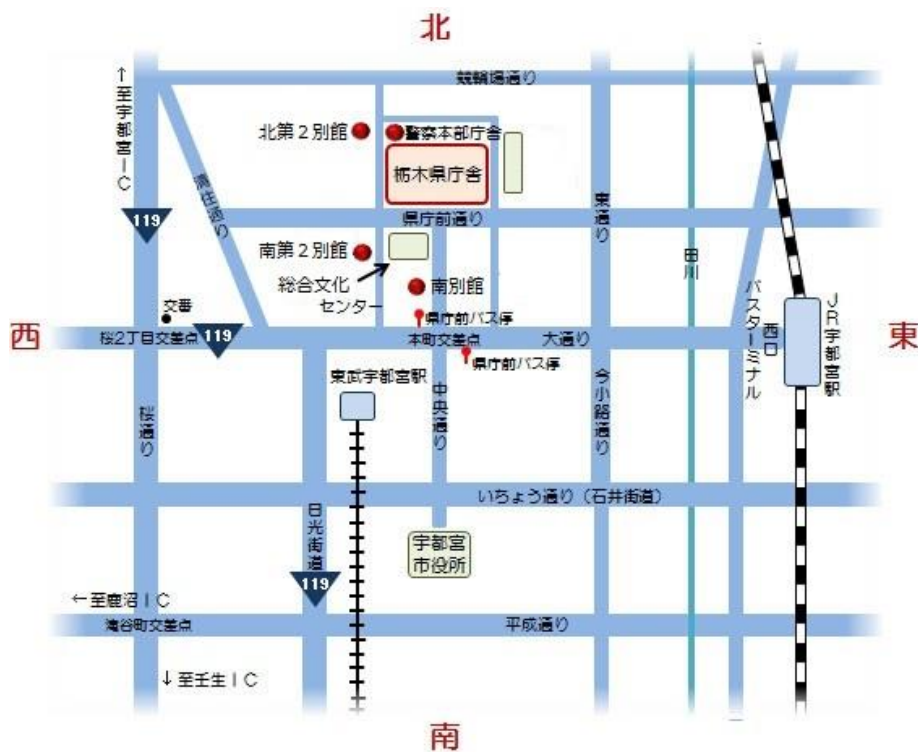 北
競輪場通り
↑至宇都宮IC
北第2別館
警察本部庁舎
栃木県庁舎
清住通り
119
県庁前通り
東通り
南第2別館
総合文化
センター
南別館
田川
交番
県庁前バス停
西
桜2丁目交差点
119
本町交差点
大通り
県庁前バス停
西口
バスターミナル
JR宇都宮駅
東
東武宇都宮駅
桜通り
中央通り
今小路通り
いちょう通り(石井街道)
日光街道
宇都宮
市役所
119
←至鹿沼IC
滝谷町交差点
平成通り
↓至壬生IC
南